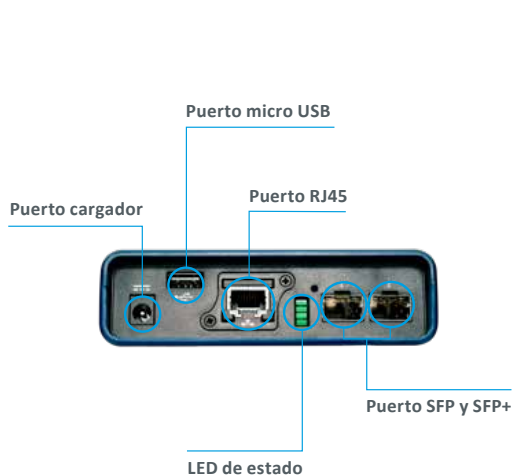 Puerto micro USB
Puerto RJ45
Puerto cargador
Puerto SFP y SFP+
LED de estado